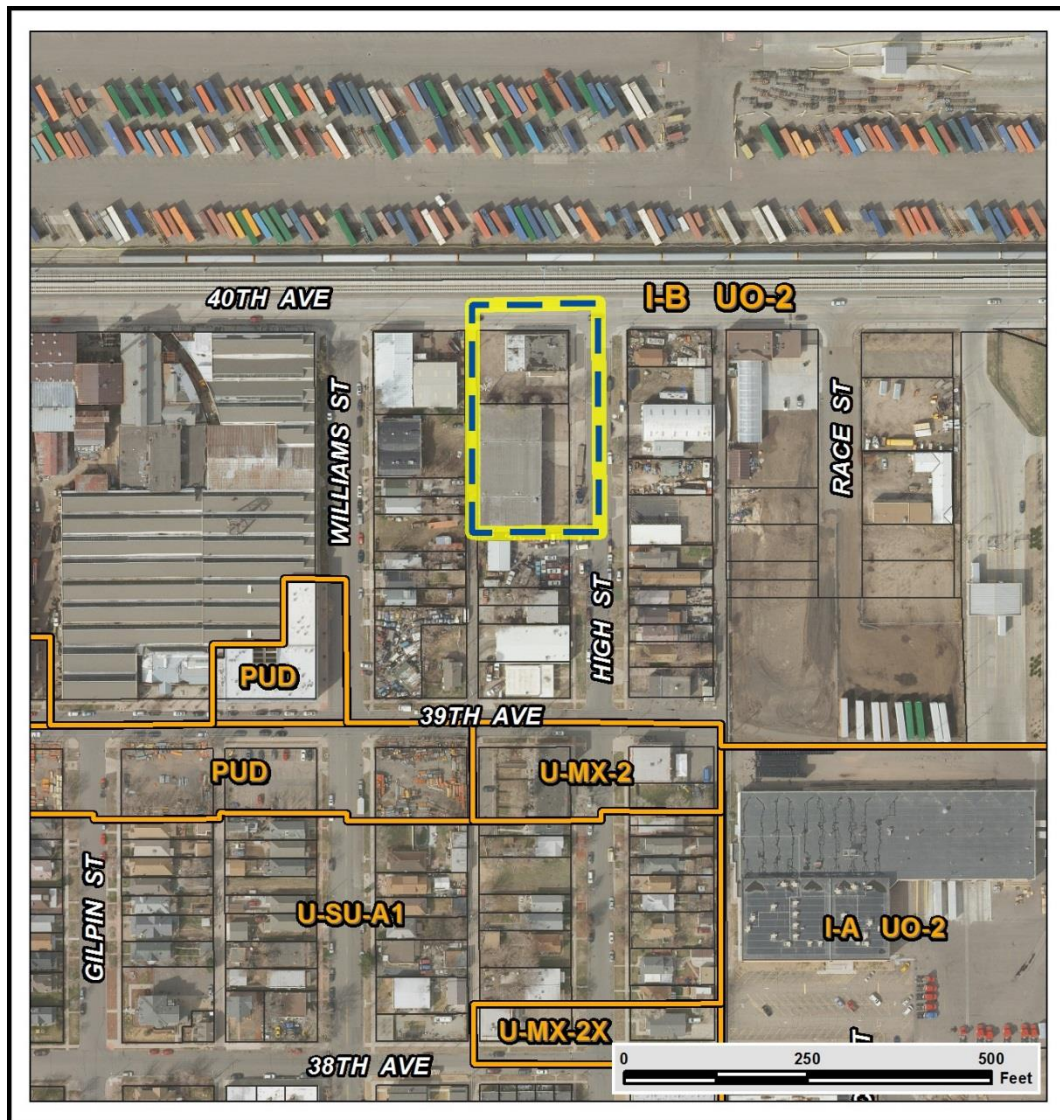 40TH AVE
I-B UO-2
WILLIAMS ST
RACE ST
HIGH ST
PUD
39TH AVE
PUD
U-MX-2
GILPIN ST
U-SU-A1
I-A UO-2
U-MX-2X
38TH AVE
0 250 500
Feet